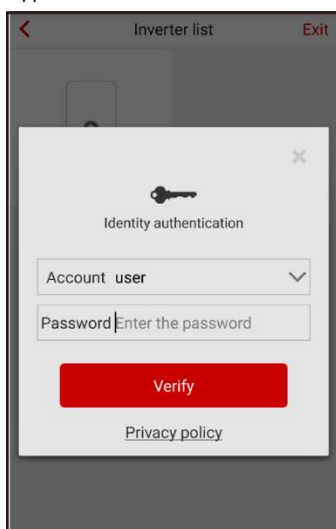 Inverter list Exit
Identity authentication
Account user
Password Enter the password
Verify
Privacy policy